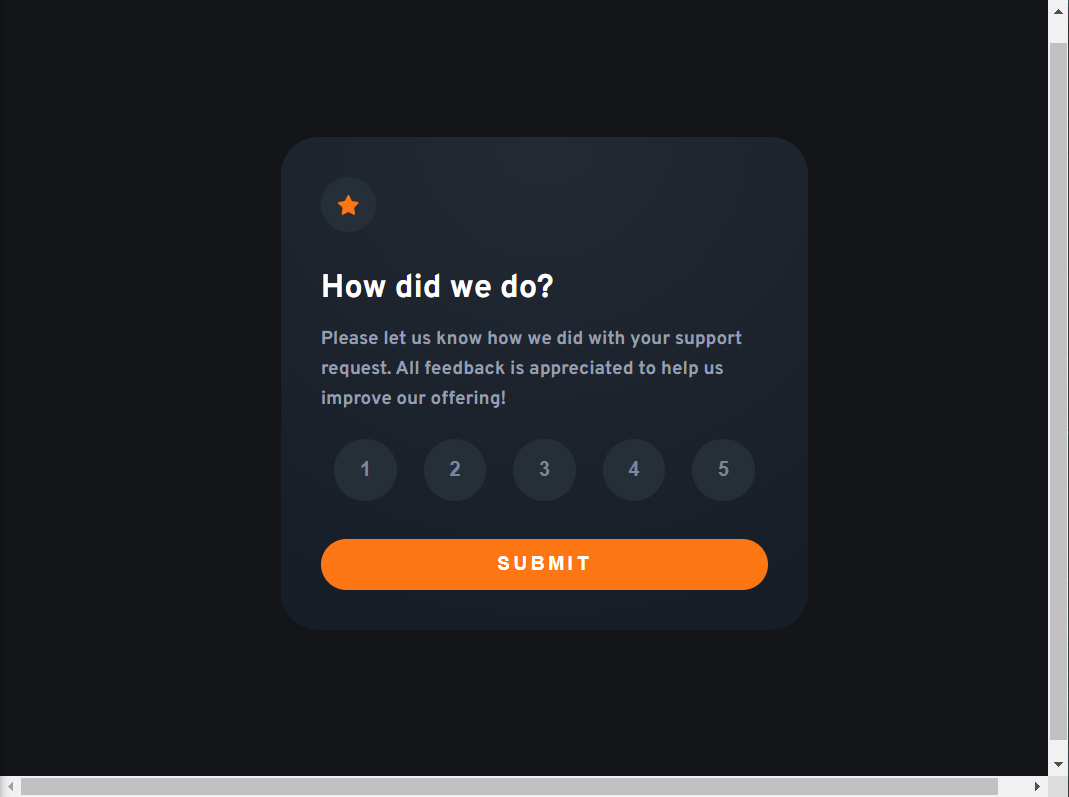 How did we do?
Please let us know how we did with your support
request. All feedback is appreciated to help us
improve our offering!
1 2 3 4 5
SUBMIT